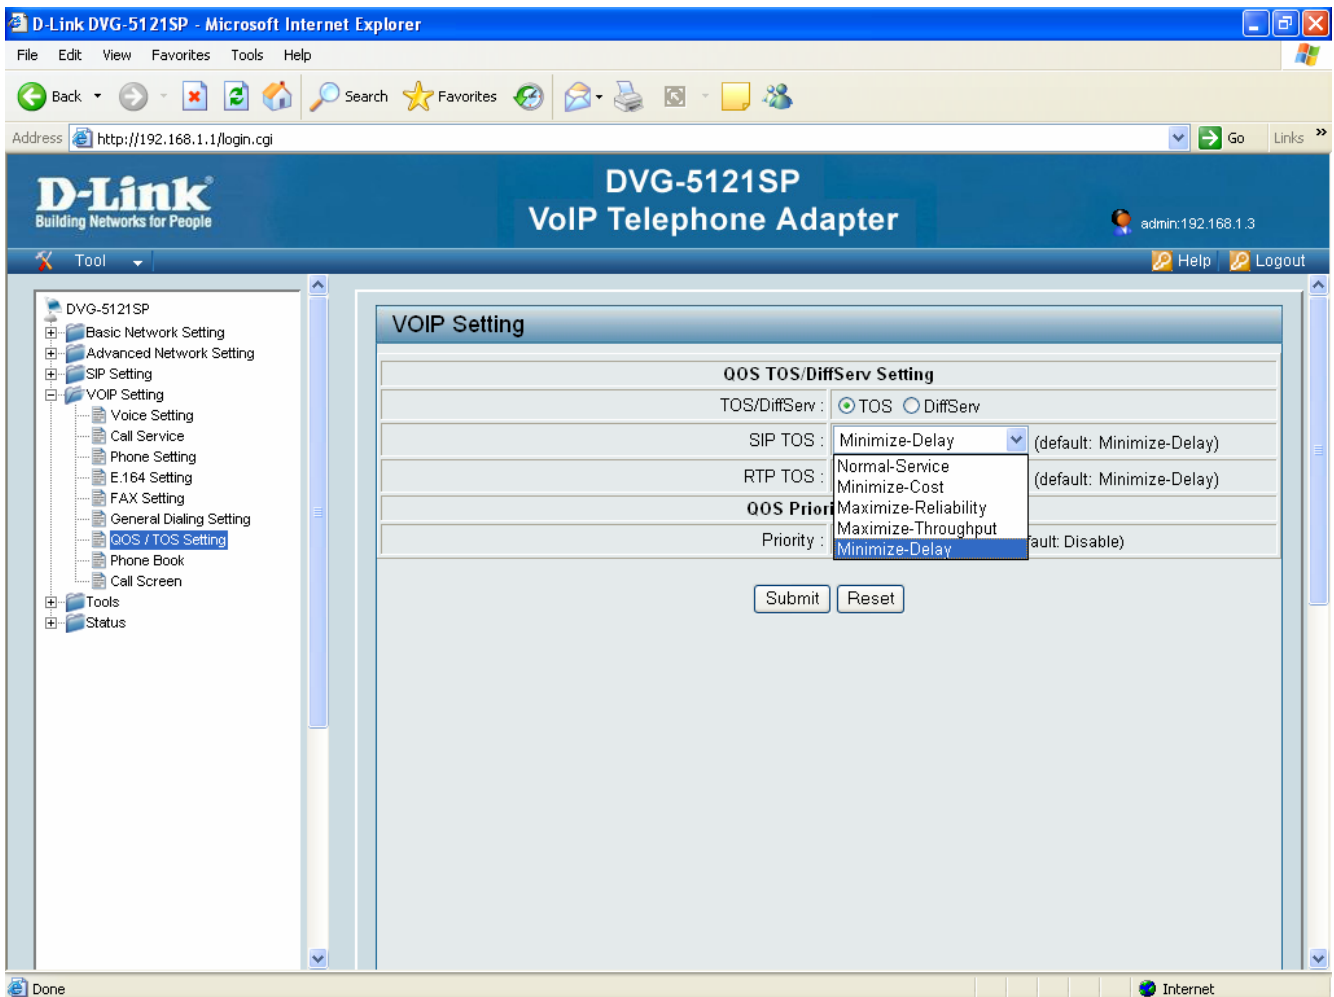 D-Link DVG-5121SP - Microsoft Internet Explorer
File Edit View Favorites Tools Help
Back Search Favorites
Address http://192.168.1.1/login.cgi Go Links »
D-Link®
Building Networks for People
DVG-5121SP
VoIP Telephone Adapter
admin:192.168.1.3
Tool Help Logout
DVG-5121SP
Basic Network Setting
Advanced Network Setting
SIP Setting
VOIP Setting
Voice Setting
Call Service
Phone Setting
E.164 Setting
FAX Setting
General Dialing Setting
QOS / TOS Setting
Phone Book
Call Screen
Tools
Status
VOIP Setting
QOS TOS/DiffServ Setting
TOS/DiffServ : TOS DiffServ
SIP TOS : Minimize-Delay (default: Minimize-Delay)
Normal-Service
Minimize-Cost
Maximize-Reliability
Maximize-Throughput
Minimize-Delay
RTP TOS : (default: Minimize-Delay)
QOS
Priority : Disable)
Submit Reset
Done Internet